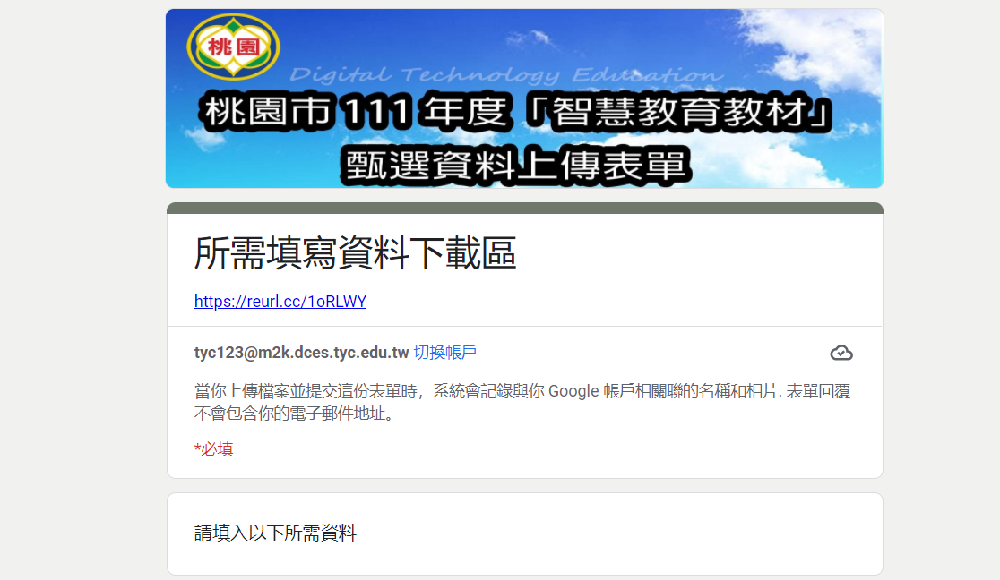 桃園
Digital Technology Education
桃園市 111 年度「智慧教育教材」
甄選資料上傳表單
所需填寫資料下載區
https://reurl.cc/1oRLWY
tyc123@m2k.dces.tyc.edu.tw 切換帳戶
當你上傳檔案並提交這份表單時，系統會記錄與你 Google 帳戶相關聯的名稱和相片. 表單回覆
不會包含你的電子郵件地址。
*必填
請填入以下所需資料